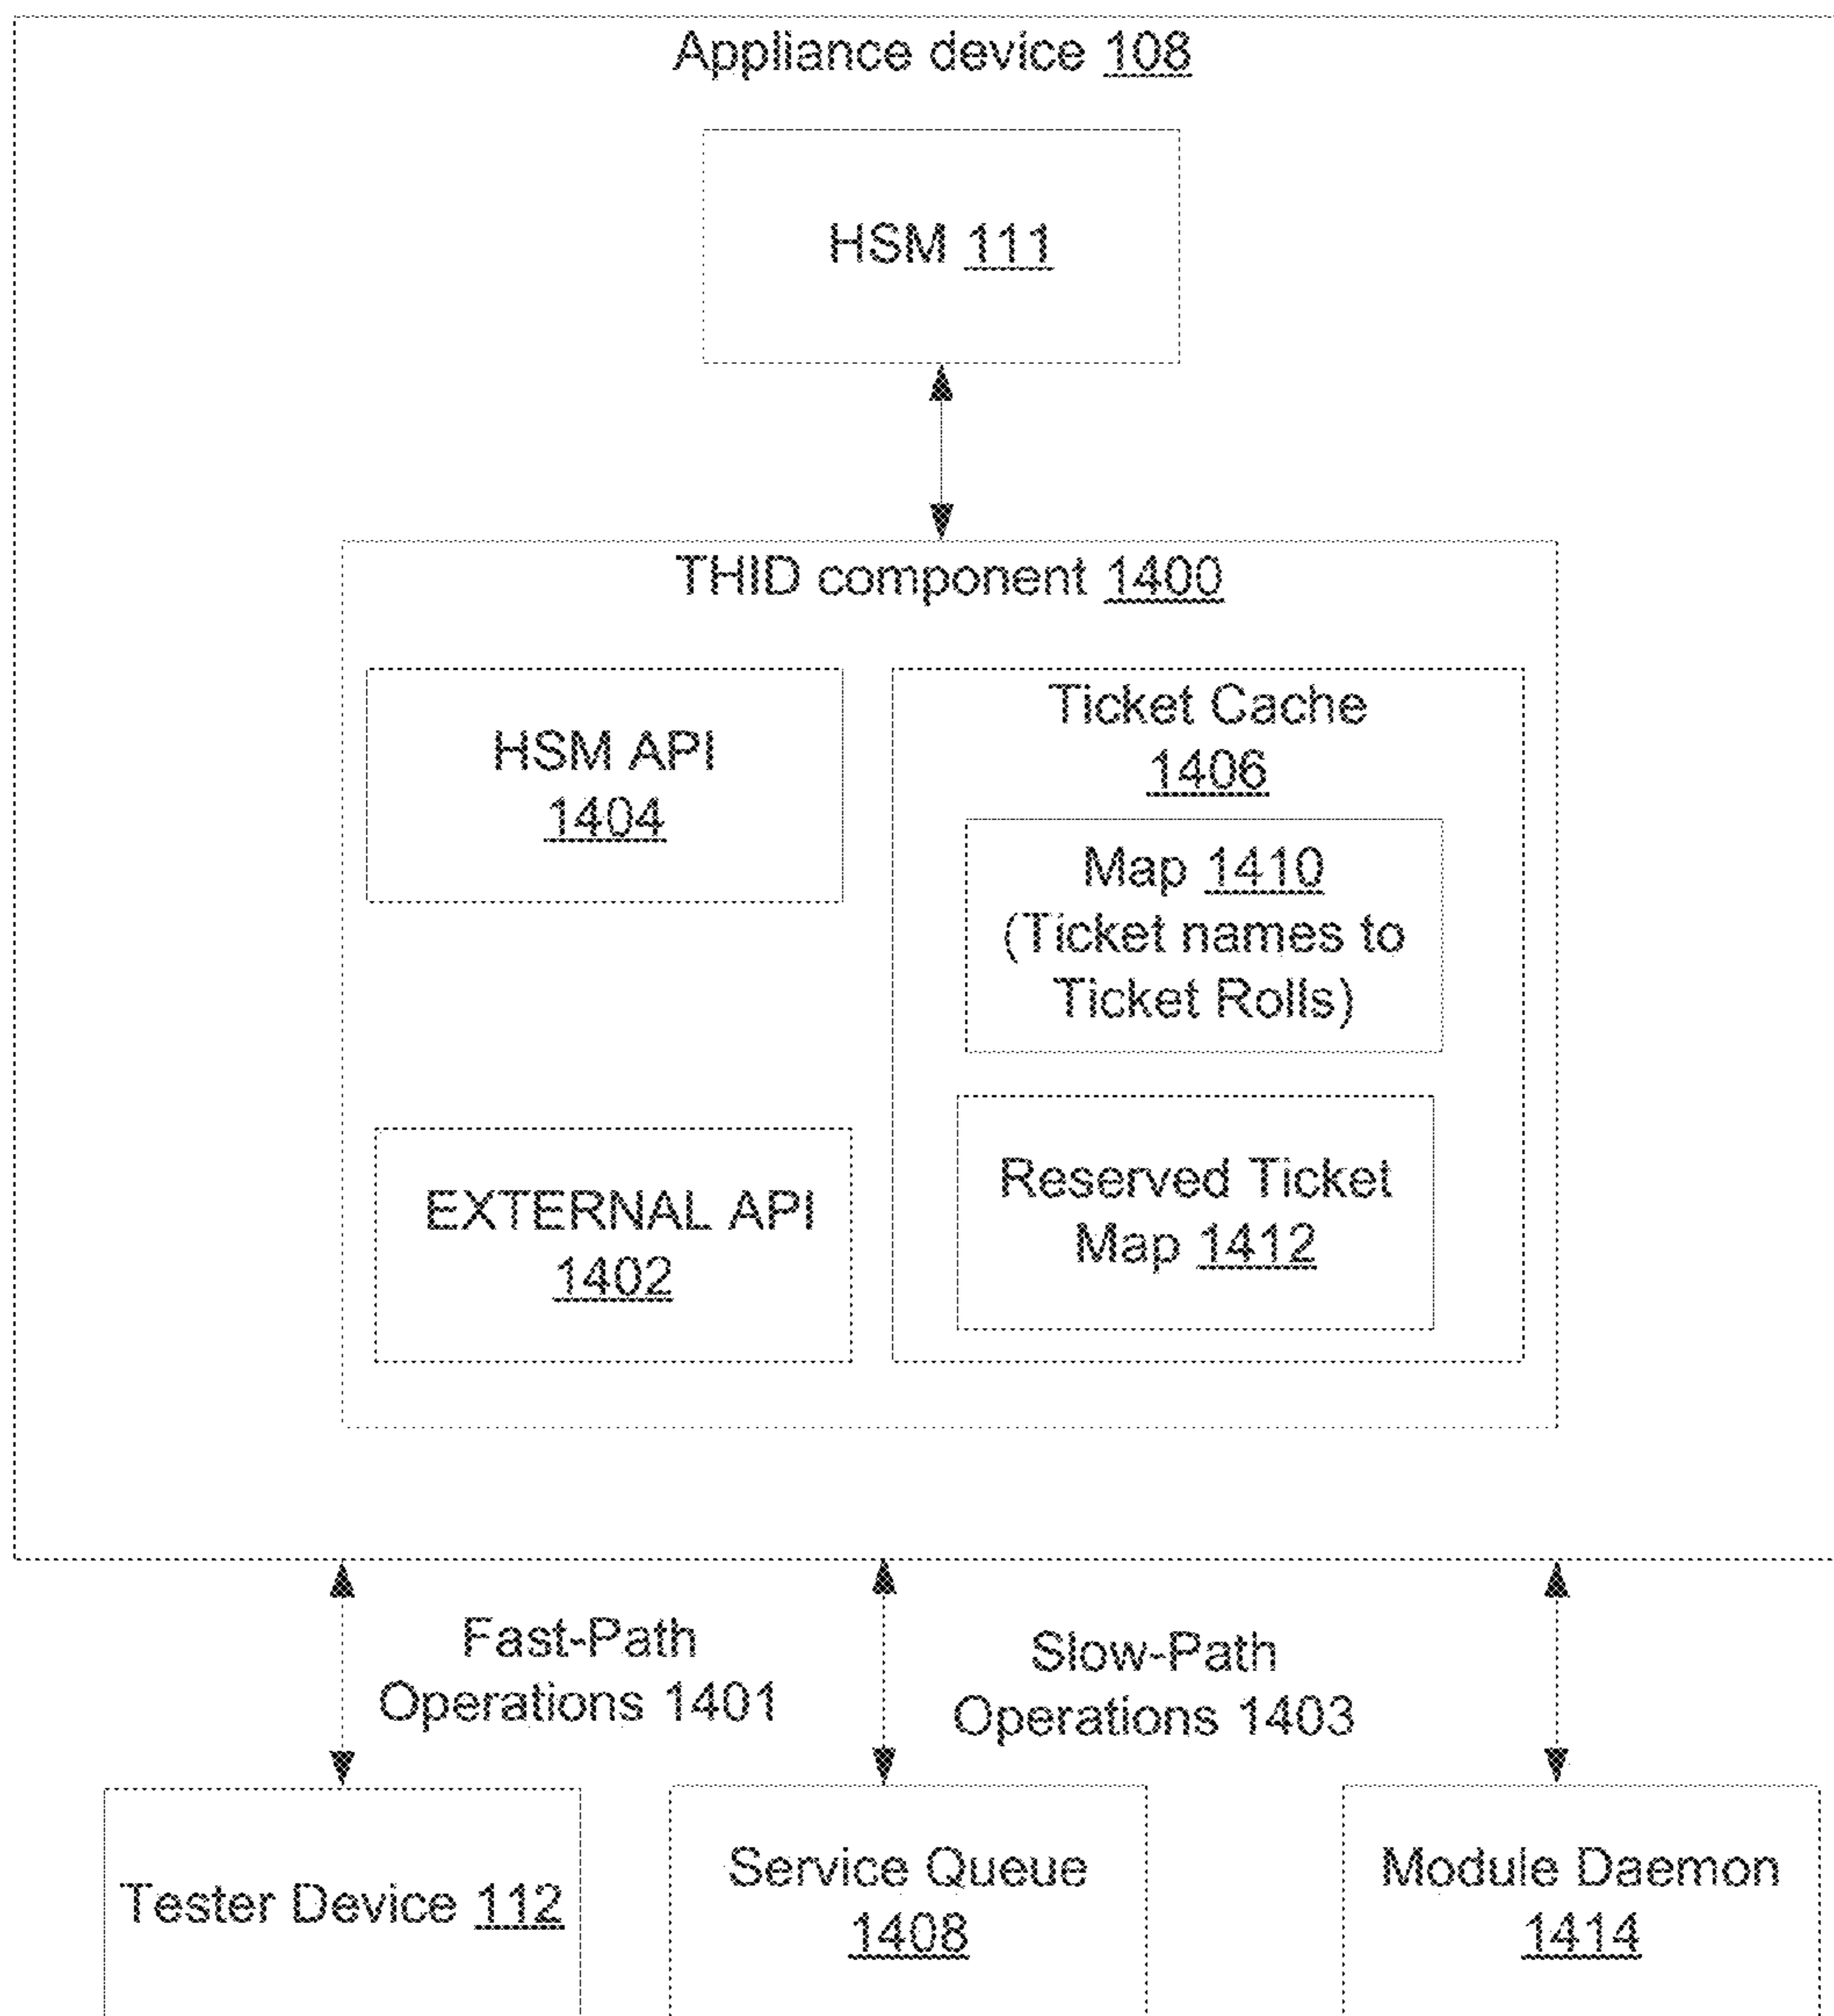 Appliance device 108
HSM 111
THID component 1400
HSM API
1404
Ticket Cache
1406
Map 1410
(Ticket names to
Ticket Rolls)
EXTERNAL API
1402
Reserved Ticket
Map 1412
Fast-Path
Operations 1401
Slow-Path
Operations 1403
Tester Device 112
Service Queue
1408
Module Daemon
1414